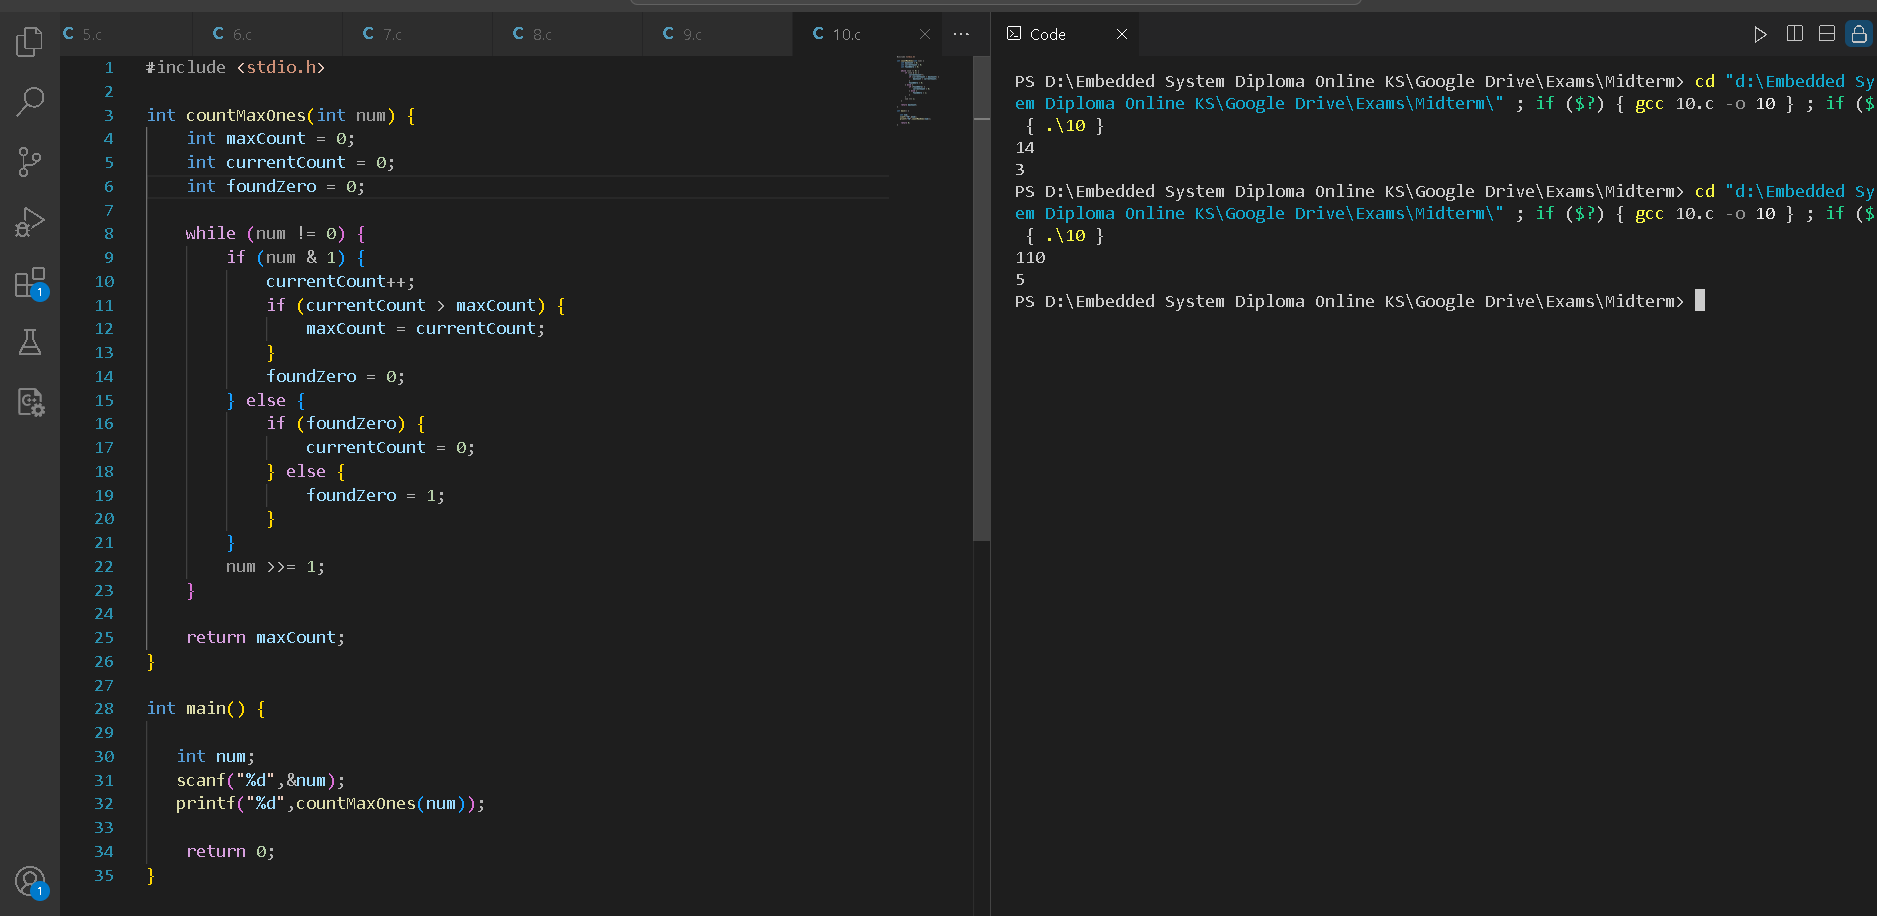 5.c 6.c 7.c 8.c 9.c 10.c
1 #include <stdio.h>
2
3 int countMaxOnes(int num) {
4     int maxCount = 0;
5     int currentCount = 0;
6     int foundZero = 0;
7
8     while (num != 0) {
9         if (num & 1) {
10             currentCount++;
11             if (currentCount > maxCount) {
12                 maxCount = currentCount;
13             }
14             foundZero = 0;
15         } else {
16             if (foundZero) {
17                 currentCount = 0;
18             } else {
19                 foundZero = 1;
20             }
21         }
22         num >>= 1;
23     }
24
25     return maxCount;
26 }
27
28 int main() {
29
30    int num;
31    scanf("%d",&num);
32    printf("%d",countMaxOnes(num));
33
34     return 0;
35 }
1
1
Code
PS D:\Embedded System Diploma Online KS\Google Drive\Exams\Midterm> cd "d:\Embedded Sy
em Diploma Online KS\Google Drive\Exams\Midterm\" ; if ($?) { gcc 10.c -o 10 } ; if ($
 { .\10 }
14
3
PS D:\Embedded System Diploma Online KS\Google Drive\Exams\Midterm> cd "d:\Embedded Sy
em Diploma Online KS\Google Drive\Exams\Midterm\" ; if ($?) { gcc 10.c -o 10 } ; if ($
 { .\10 }
110
5
PS D:\Embedded System Diploma Online KS\Google Drive\Exams\Midterm>